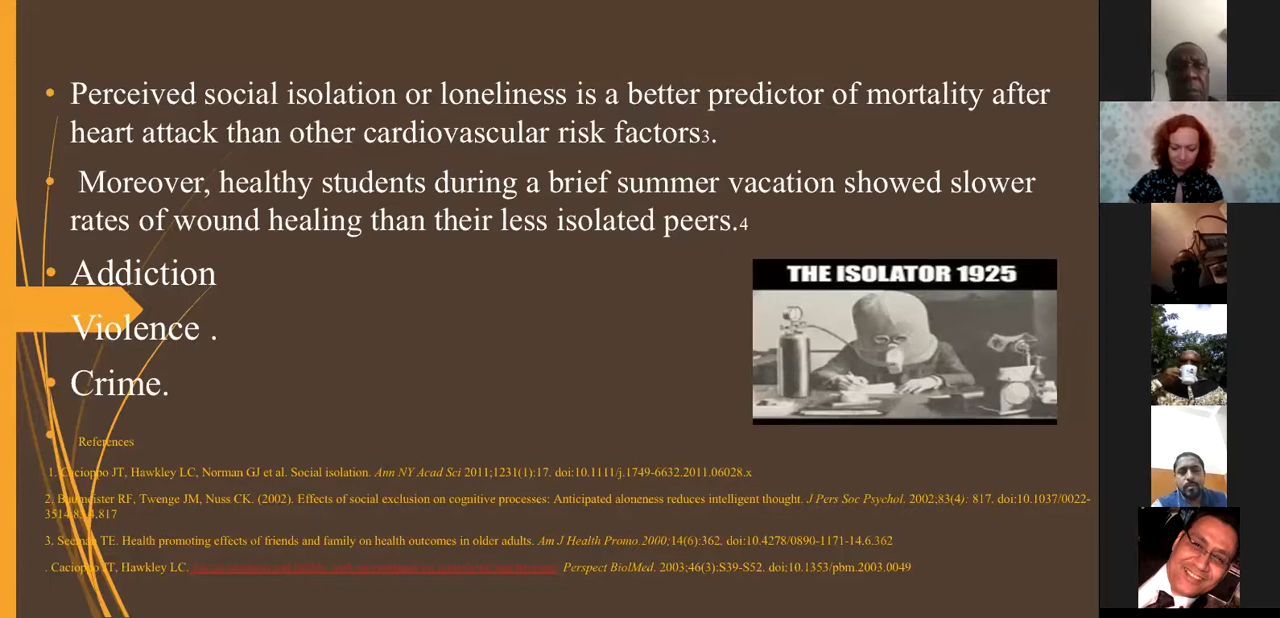 • Perceived social isolation or loneliness is a better predictor of mortality after
heart attack than other cardiovascular risk factors3.
• Moreover, healthy students during a brief summer vacation showed slower
rates of wound healing than their less isolated peers.4
• Addiction
Violence .
• Crime.
THE ISOLATOR 1925
• References
1. Cacioppo JT, Hawkley LC, Norman GJ et al. Social isolation. Ann NY Acad Sci 2011;1231(1):17. doi:10.1111/j.1749-6632.2011.06028.x
2. Baumeister RF, Twenge JM, Nuss CK. (2002). Effects of social exclusion on cognitive processes: Anticipated aloneness reduces intelligent thought. J Pers Soc Psychol. 2002;83(4): 817. doi:10.1037/0022-
3514.83.4.817
3. Seeman TE. Health promoting effects of friends and family on health outcomes in older adults. Am J Health Promo.2000;14(6):362. doi:10.4278/0890-1171-14.6.362
. Cacioppo JT, Hawkley LC. Perspect BiolMed. 2003;46(3):S39-S52. doi:10.1353/pbm.2003.0049